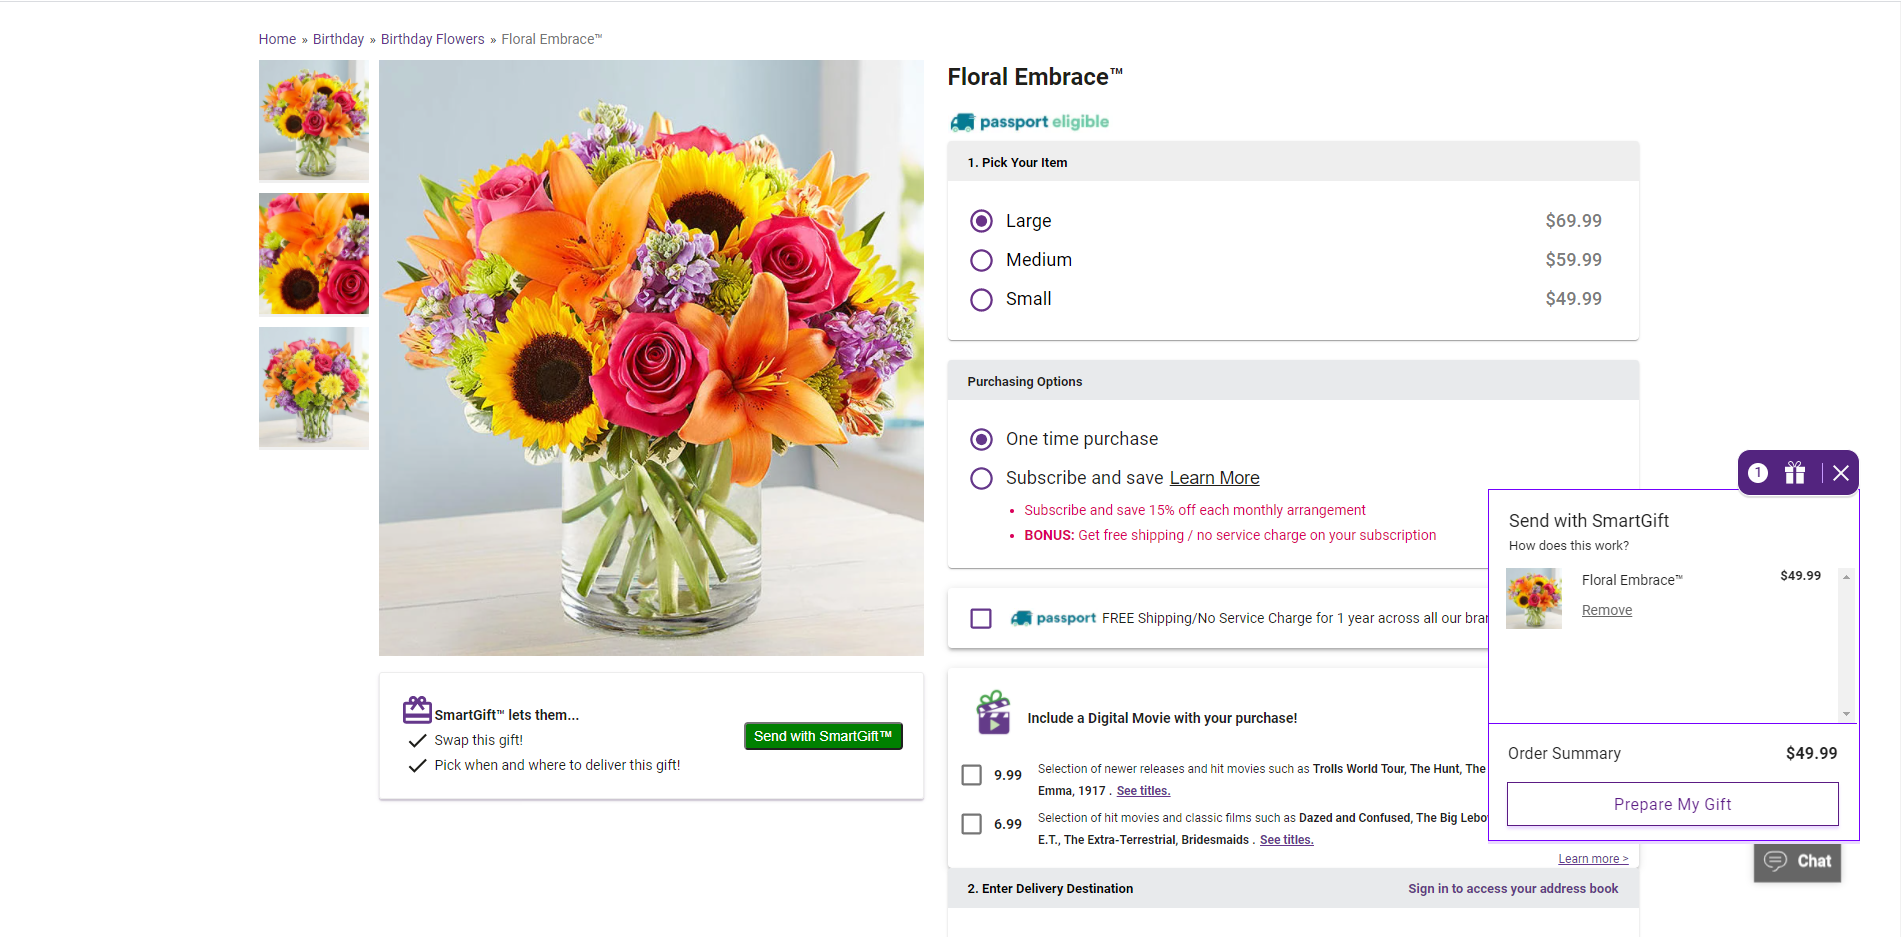 Home » Birthday » Birthday Flowers » Floral Embrace™
Floral Embrace™
passport eligible
1. Pick Your Item
Large $69.99
Medium $59.99
Small $49.99
Purchasing Options
One time purchase
Subscribe and save Learn More
• Subscribe and save 15% off each monthly arrangement
• BONUS: Get free shipping / no service charge on your subscription
passport FREE Shipping/No Service Charge for 1 year across all our
Include a Digital Movie with your purchase!
9.99 Selection of newer releases and hit movies such as Trolls World Tour, The Hunt, The
Emma, 1917 . See titles.
6.99 Selection of hit movies and classic films such as Dazed and Confused, The Big
E.T., The Extra-Terrestrial, Bridesmaids . See titles.
Learn more >
2. Enter Delivery Destination Sign in to access your address book
SmartGift™ lets them...
Swap this gift!
Pick when and where to deliver this gift!
Send with SmartGift™
1
Send with SmartGift
How does this work?
Floral Embrace™ $49.99
Remove
Order Summary $49.99
Prepare My Gift
Chat